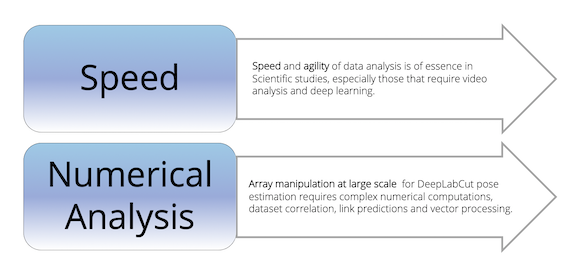 Speed
Speed and agility of data analysis is of essence in
Scientific studies, especially those that require video
analysis and deep learning.
Numerical
Analysis
Array manipulation at large scale for DeepLabCut pose
estimation requires complex numerical computations,
dataset correlation, link predictions and vector processing.